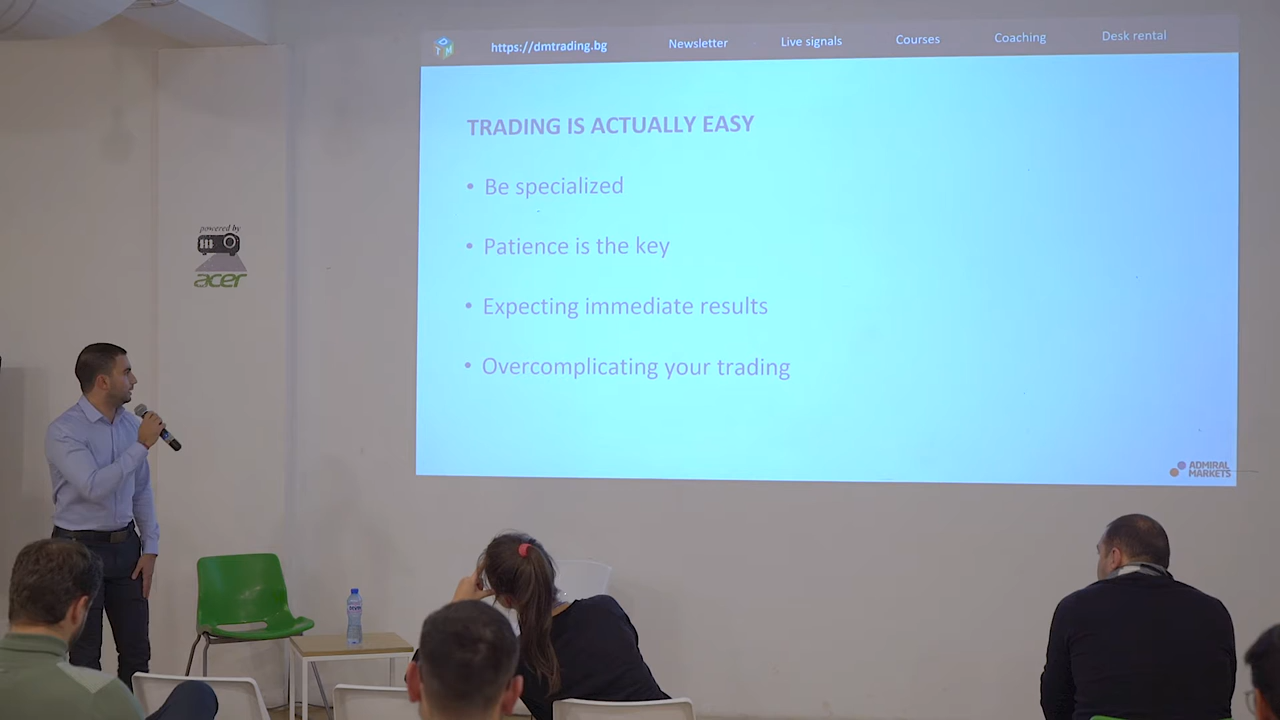 https://dmtrading.bg Newsletter Live signals Courses Coaching Desk rental
TRADING IS ACTUALLY EASY
• Be specialized
• Patience is the key
• Expecting immediate results
• Overcomplicating your trading
ADMIRAL
MARKETS
powered by
acer